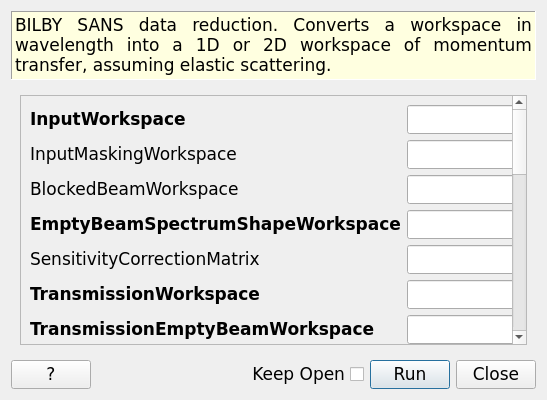 BILBY SANS data reduction. Converts a workspace in
wavelength into a 1D or 2D workspace of momentum
transfer, assuming elastic scattering.
InputWorkspace
InputMaskingWorkspace
BlockedBeamWorkspace
EmptyBeamSpectrumShapeWorkspace
SensitivityCorrectionMatrix
TransmissionWorkspace
TransmissionEmptyBeamWorkspace
? Keep Open Run Close